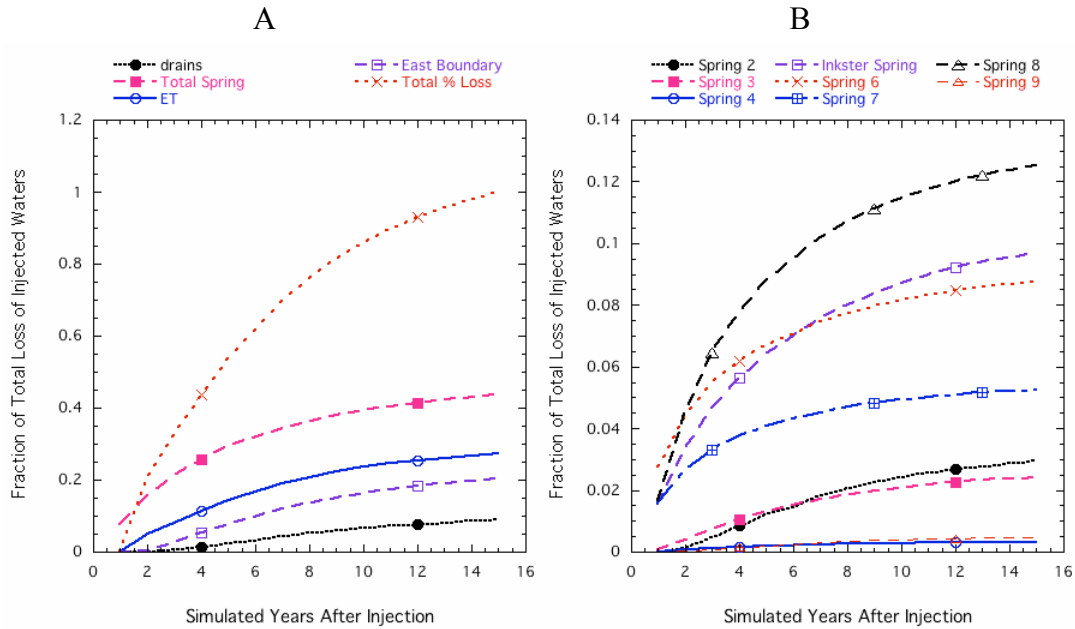 A
drains
Total Spring
ET
East Boundary
Total % Loss
Fraction of Total Loss of Injected Waters
1.2
1
0.8
0.6
0.4
0.2
0
0 2 4 6 8 10 12 14 16
Simulated Years After Injection
B
Spring 2
Spring 3
Spring 4
Inkster Spring
Spring 6
Spring 7
Spring 8
Spring 9
Fraction of Total Loss of Injected Waters
0.14
0.12
0.1
0.08
0.06
0.04
0.02
0
0 2 4 6 8 10 12 14 16
Simulated Years After Injection